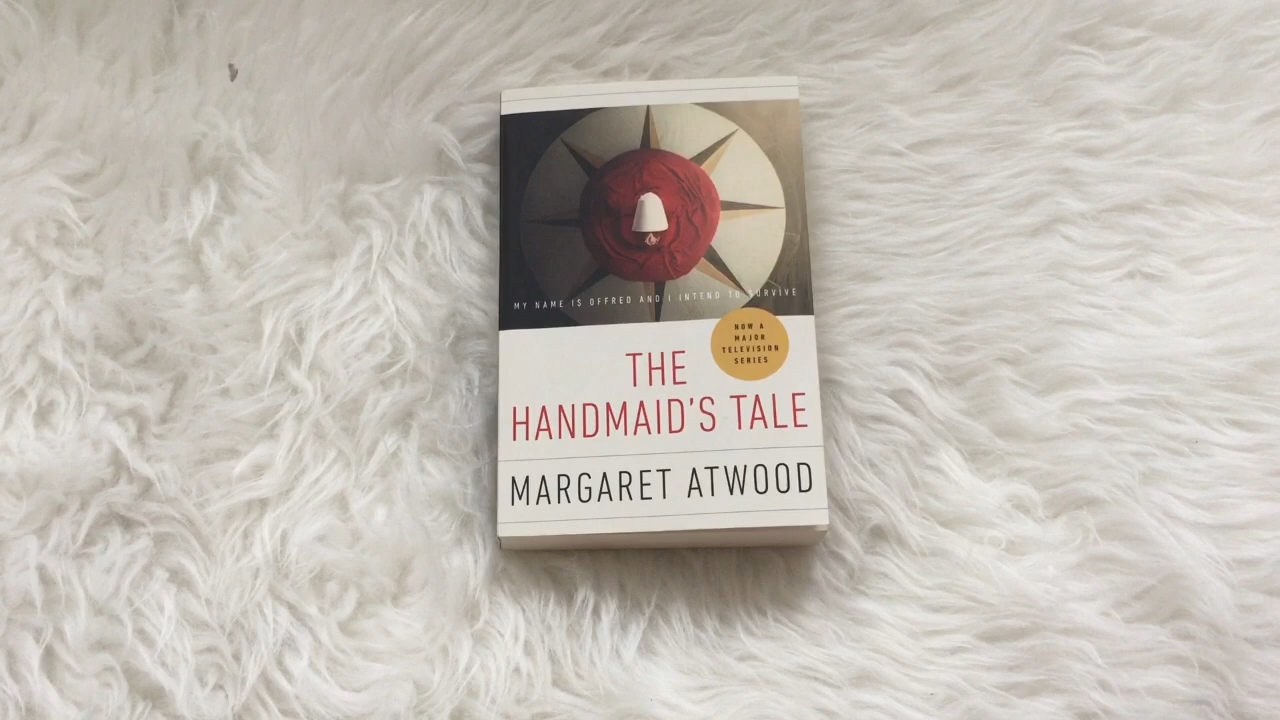 MY NAME IS OFFRED AND I INTEND TO SURVIVE
NOW A
MAJOR
TELEVISION
SERIES
THE
HANDMAID'S TALE
MARGARET ATWOOD